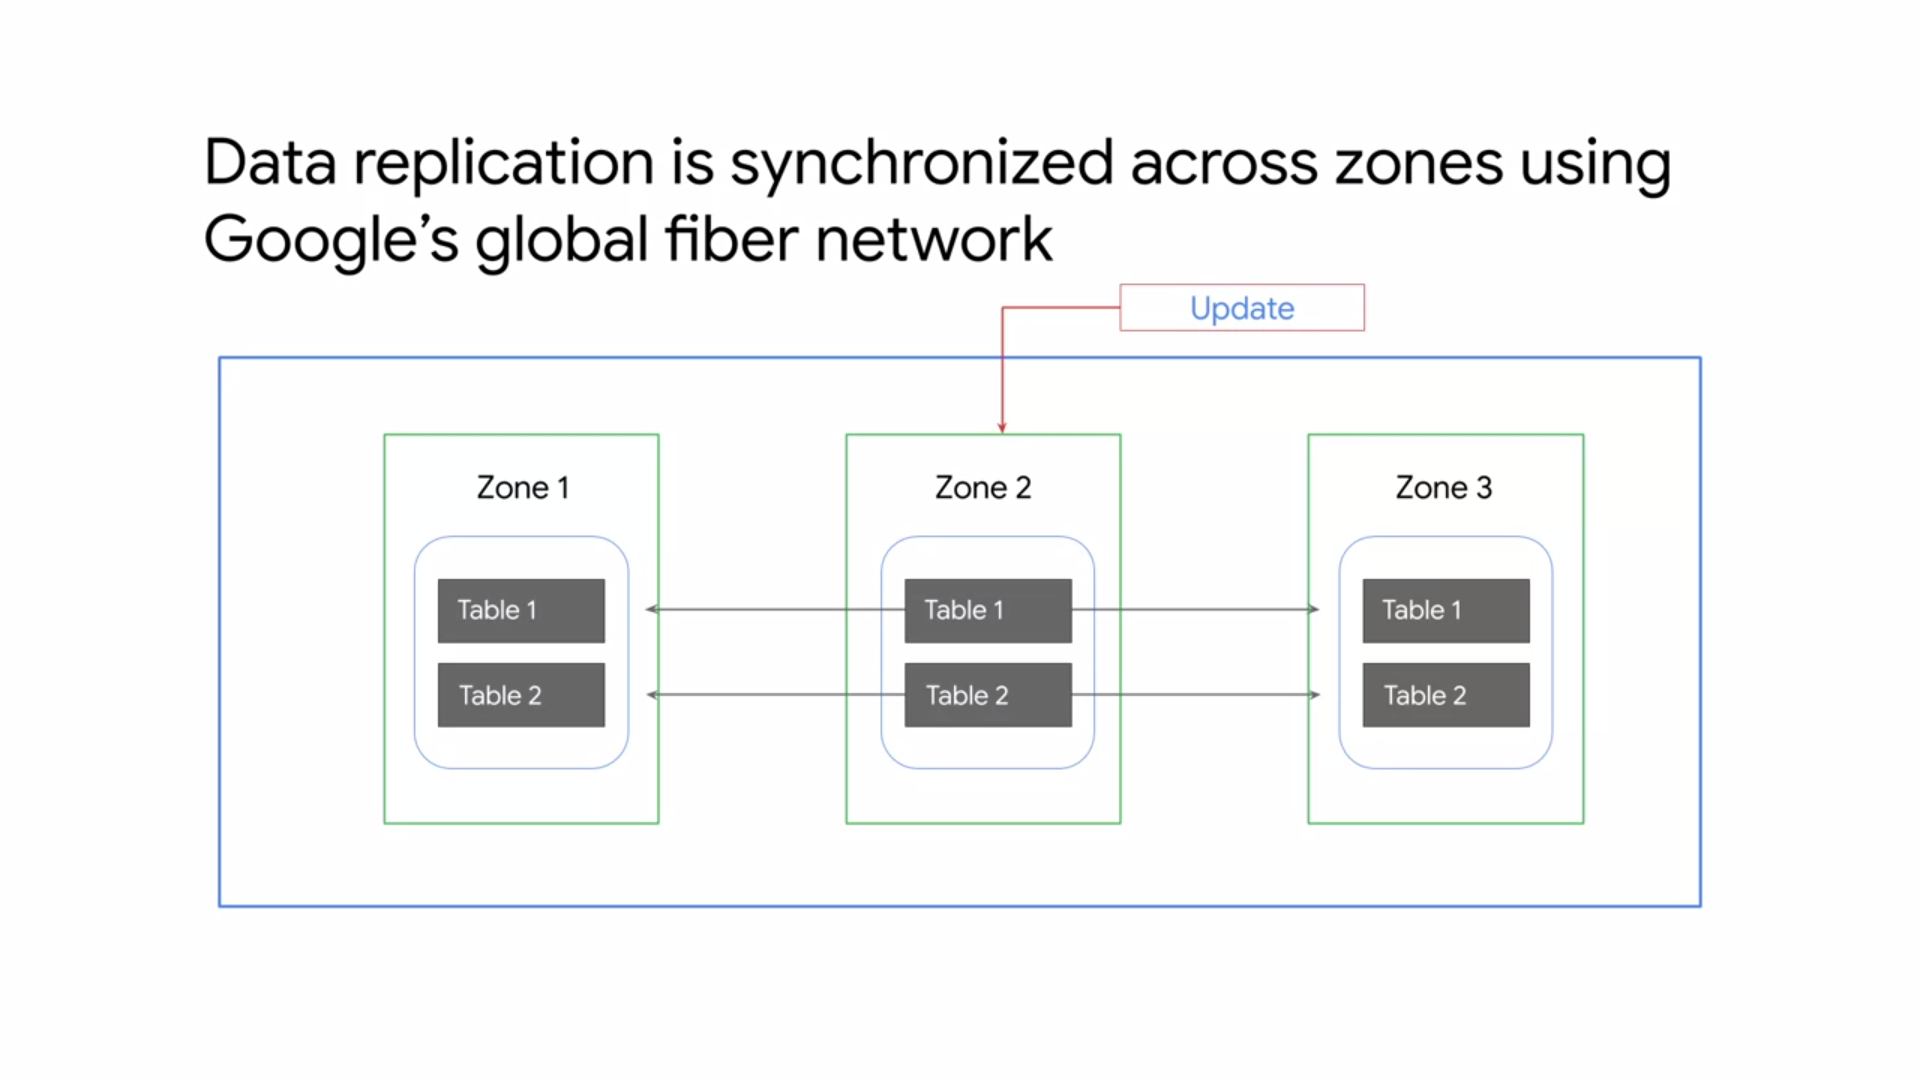 Data replication is synchronized across zones using
Google’s global fiber network
Update
Zone 1
Table 1
Table 2
Zone 2
Table 1
Table 2
Zone 3
Table 1
Table 2